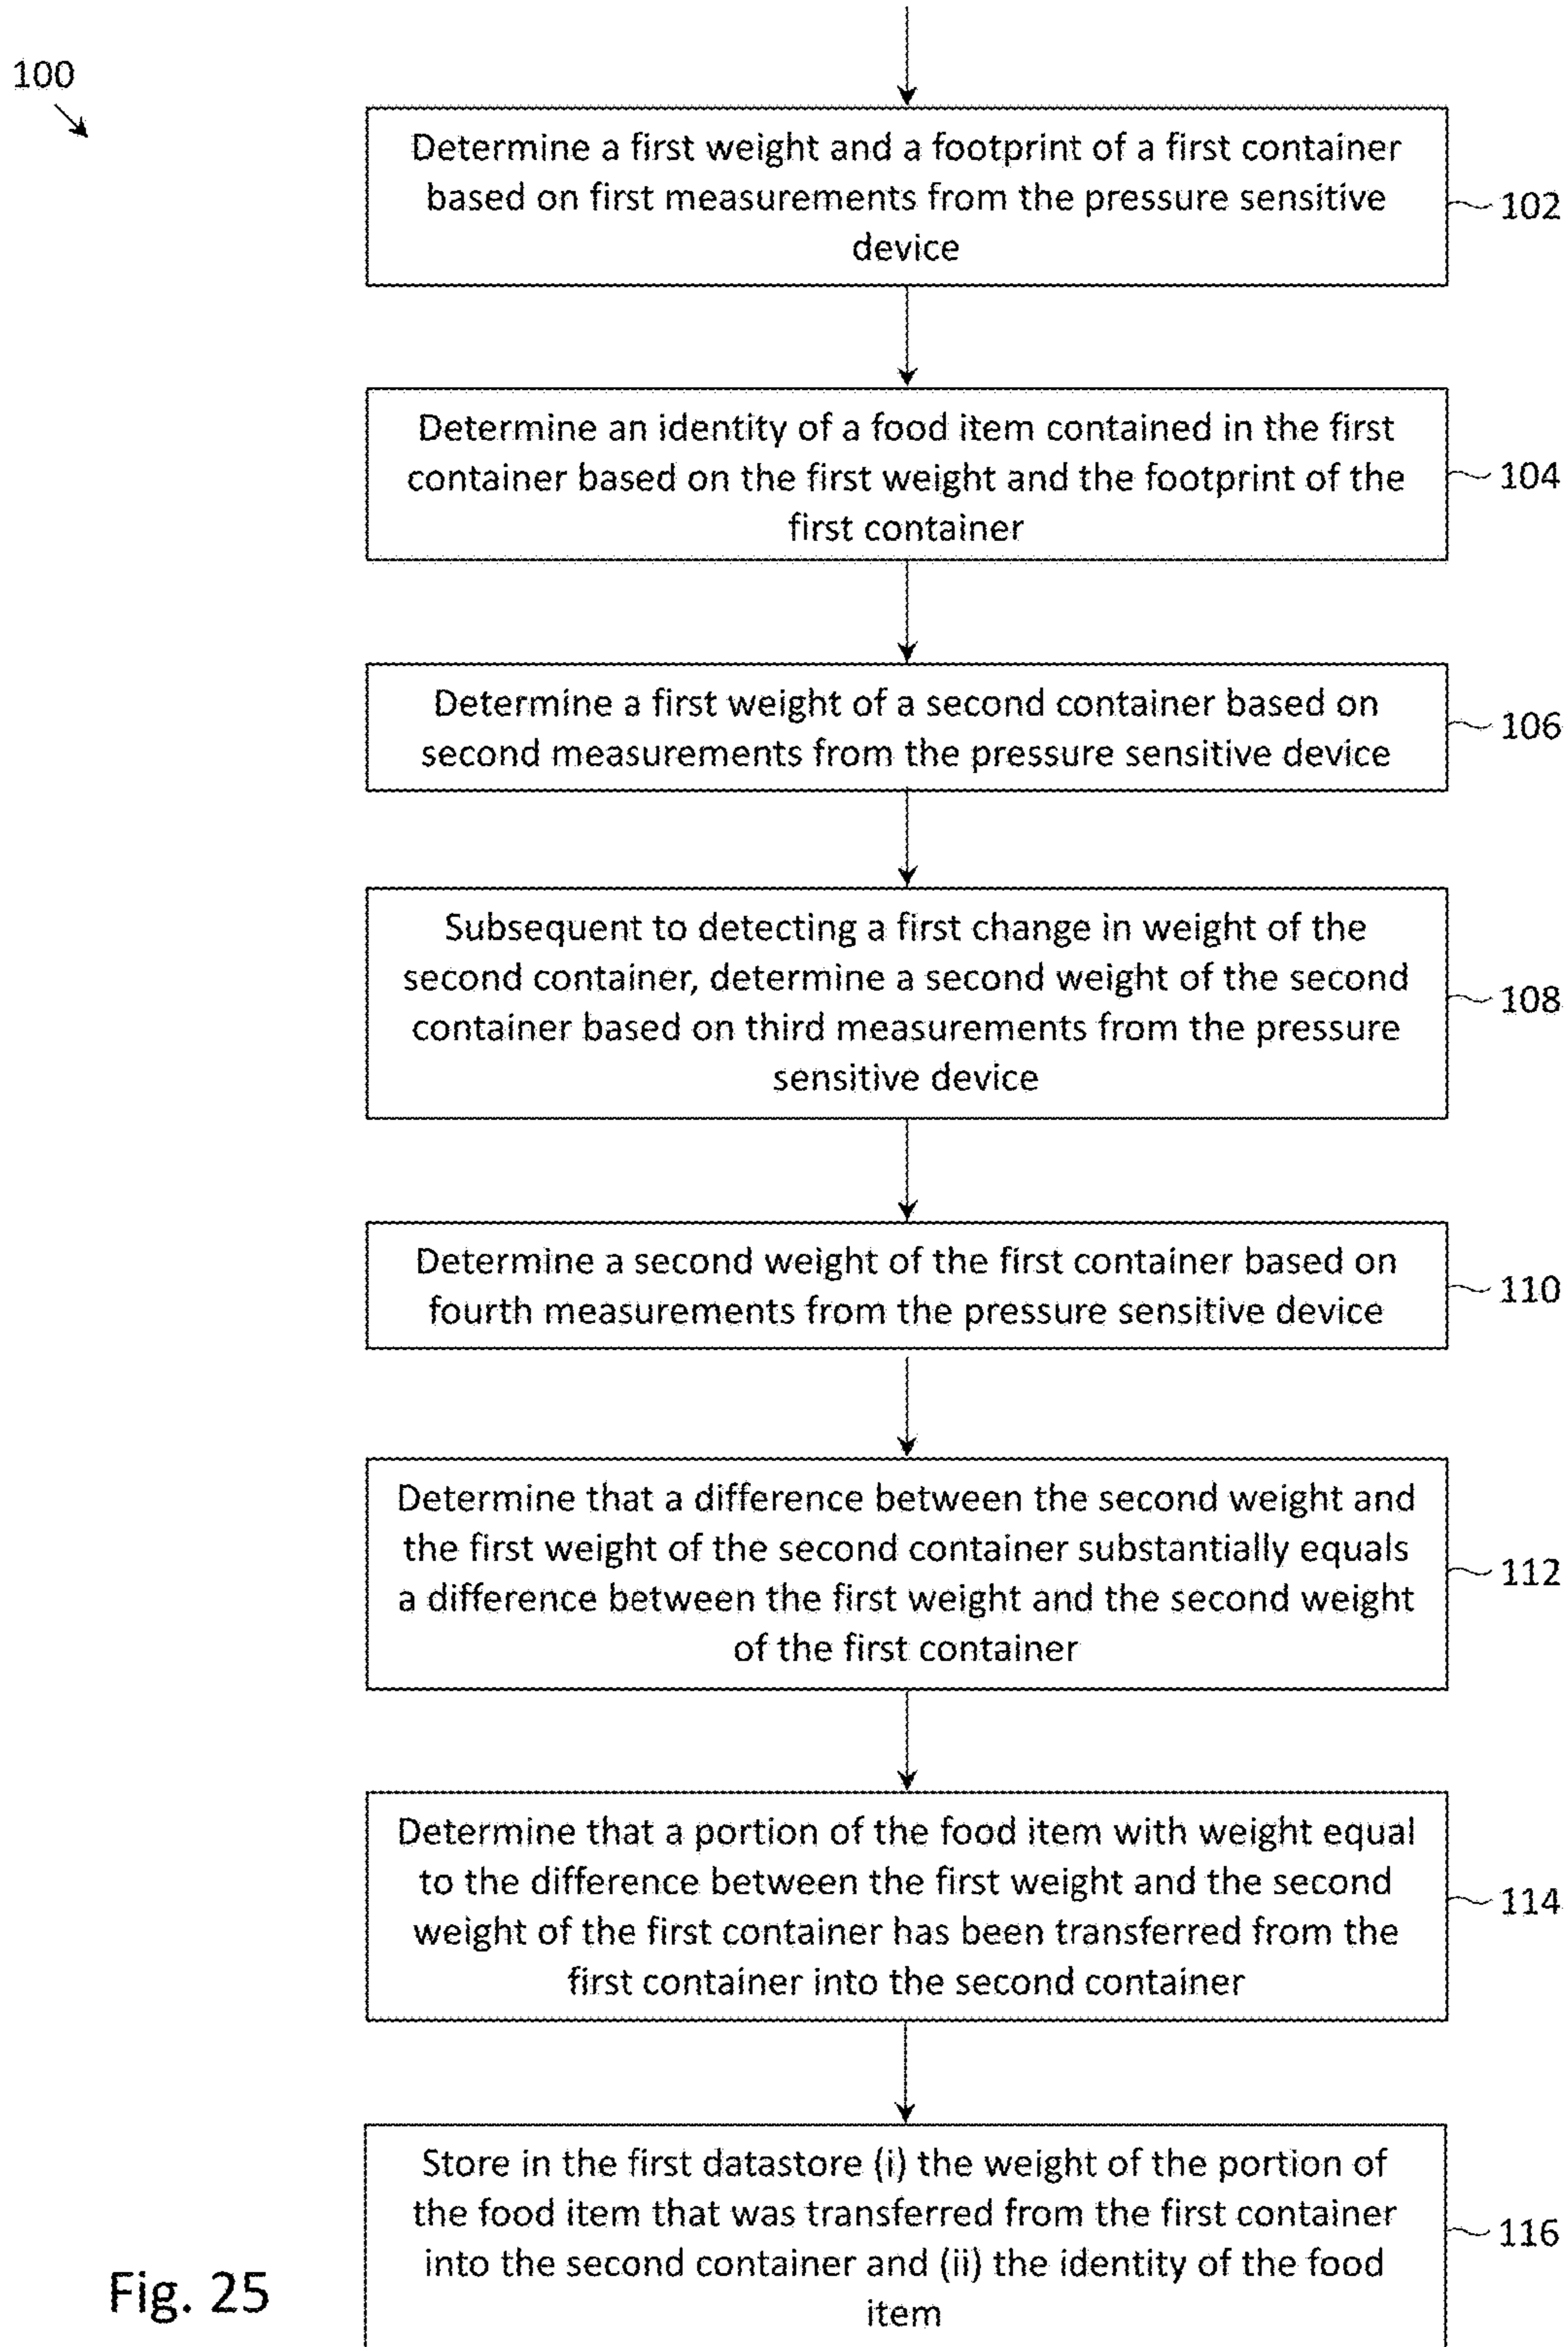 100
Determine a first weight and a footprint of a first container
based on first measurements from the pressure sensitive
device
102
Determine an identity of a food item contained in the first
container based on the first weight and the footprint of the
first container
104
Determine a first weight of a second container based on
second measurements from the pressure sensitive device
106
Subsequent to detecting a first change in weight of the
second container, determine a second weight of the second
container based on third measurements from the pressure
sensitive device
108
Determine a second weight of the first container based on
fourth measurements from the pressure sensitive device
110
Determine that a difference between the second weight and
the first weight of the second container substantially equals
a difference between the first weight and the second weight
of the first container
112
Determine that a portion of the food item with weight equal
to the difference between the first weight and the second
weight of the first container has been transferred from the
first container into the second container
114
Store in the first datastore (i) the weight of the portion of
the food item that was transferred from the first container
into the second container and (ii) the identity of the food
item
116
Fig. 25